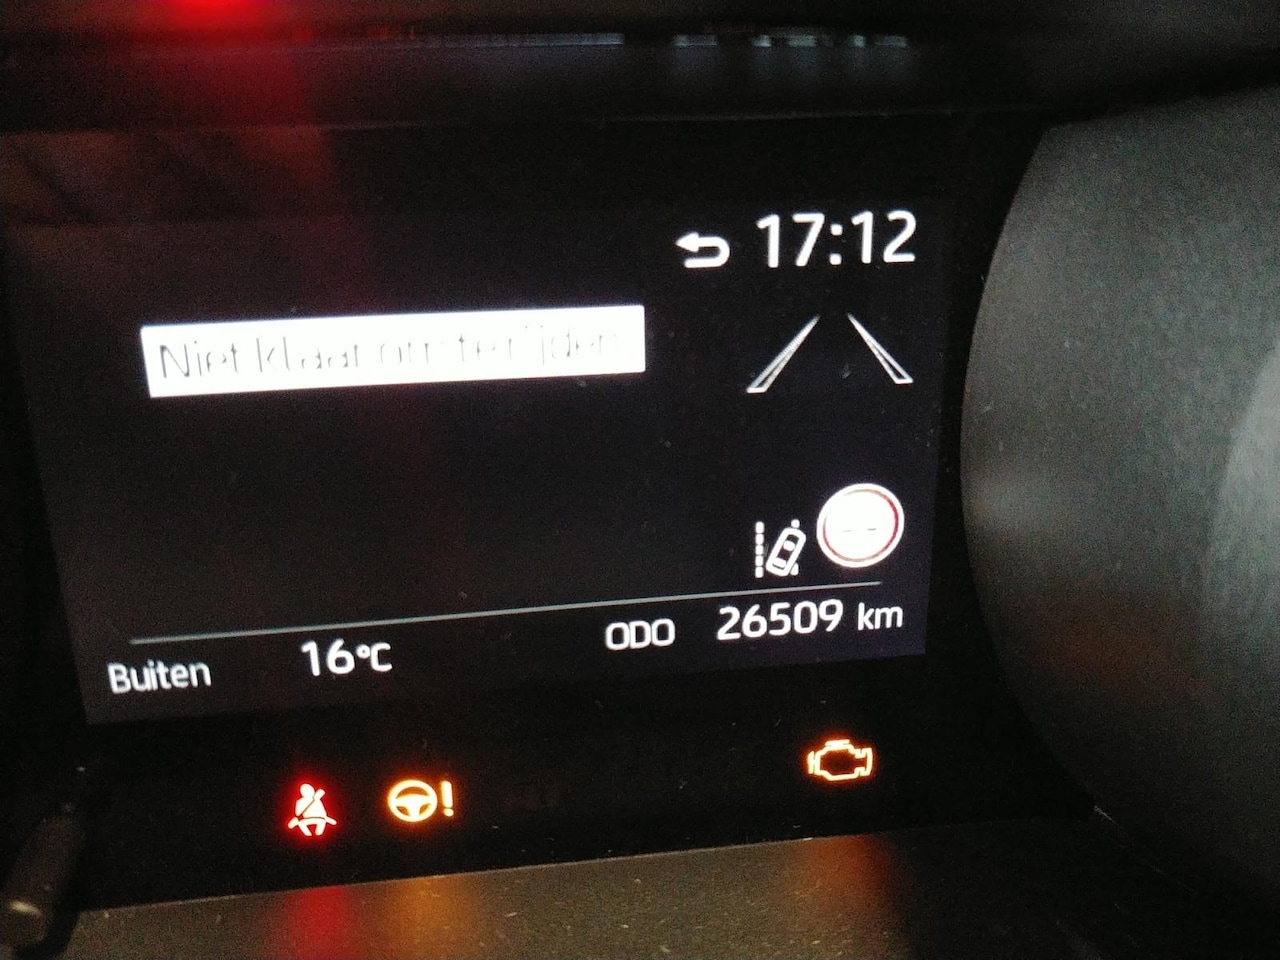 17:12
Niet klaar om te rijden
ODO 26509 km
Buiten 16°C